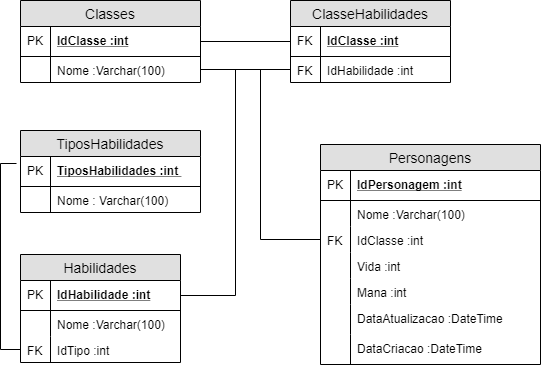 Classes
PK IdClasse :int
Nome :Varchar(100)
ClasseHabilidades
FK IdClasse :int
FK IdHabilidade :int
TiposHabilidades
PK TiposHabilidades :int
Nome : Varchar(100)
Personagens
PK IdPersonagem :int
Nome :Varchar(100)
FK IdClasse :int
Vida :int
Mana :int
DataAtualizacao :DateTime
DataCriacao :DateTime
Habilidades
PK IdHabilidade :int
Nome :Varchar(100)
FK IdTipo :int